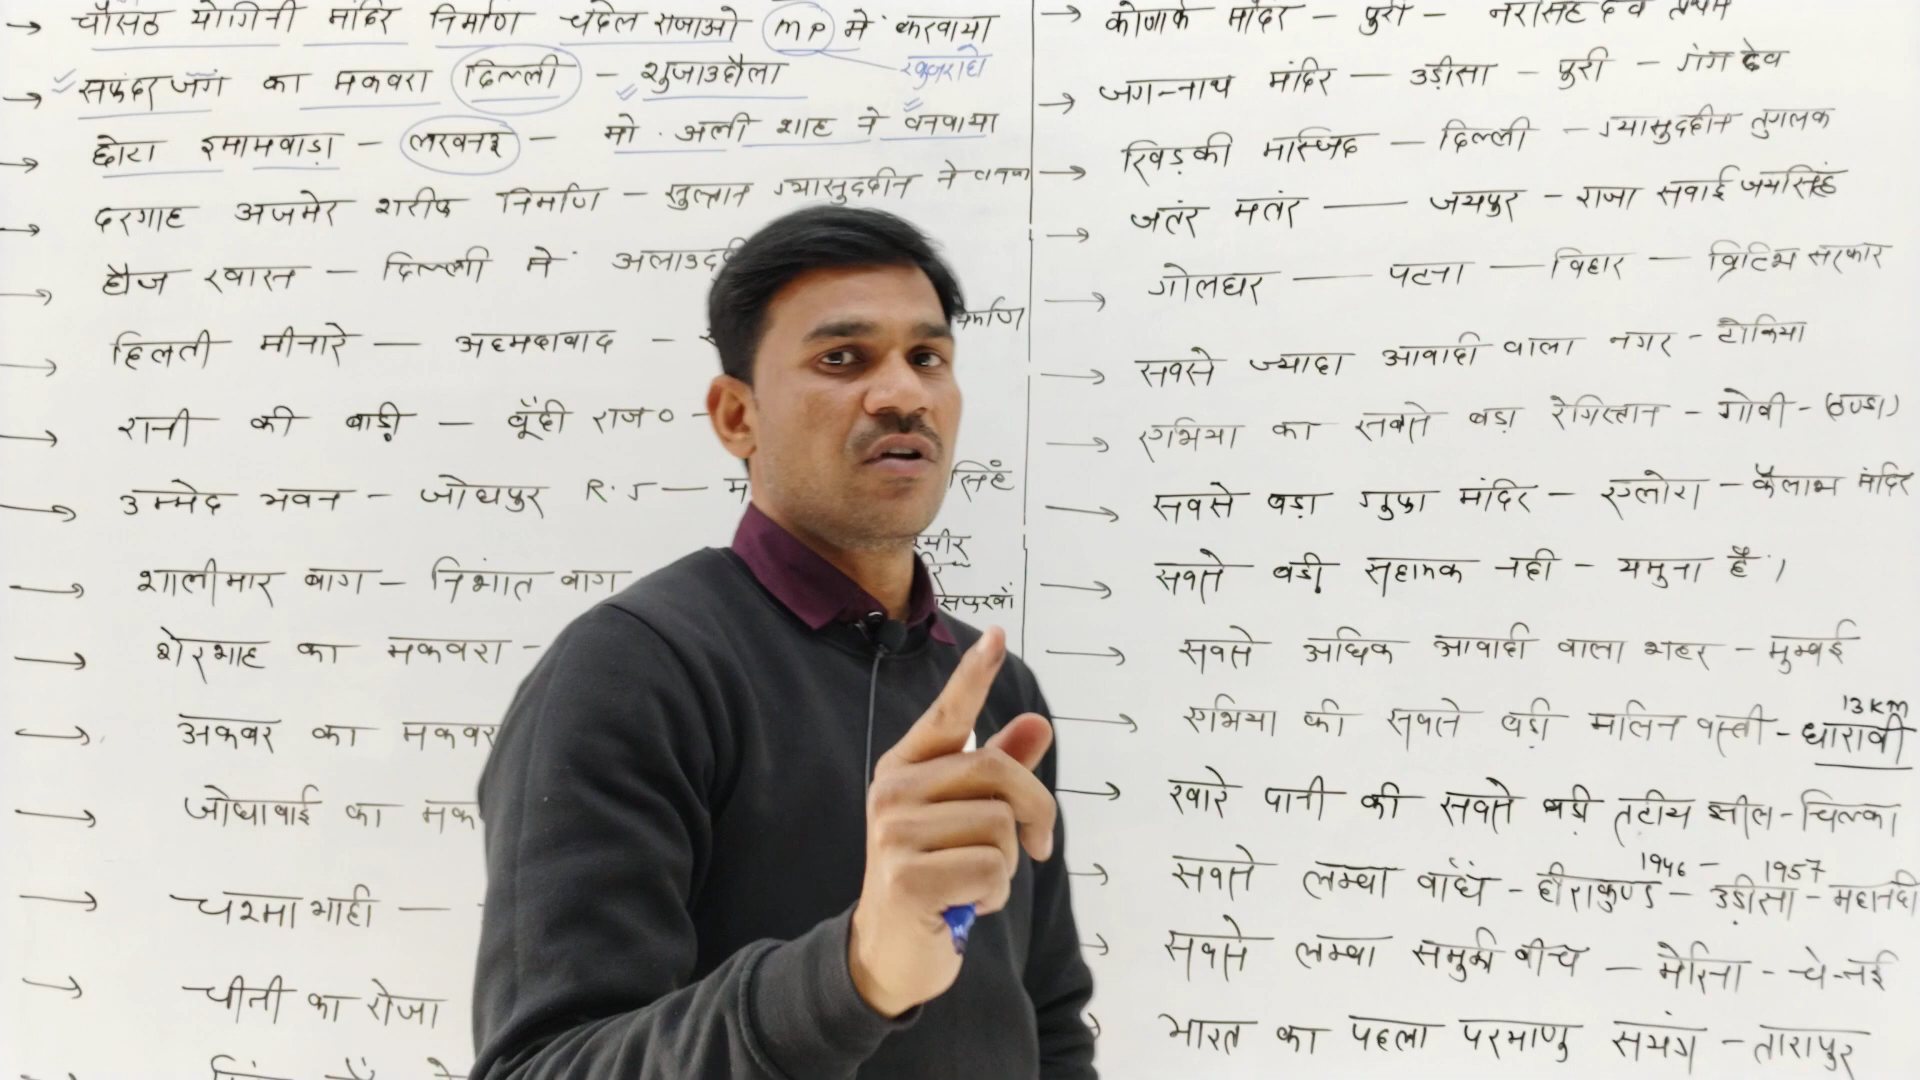 चौसठ योगिनी मंदिर निर्माण चंदेल राजाओ MP में करवाया
खजुराहो
सफदर जंग का मकबरा दिल्ली - शुजाउद्दौला
छोटा इमामबाड़ा - लखनऊ - मो. अली शाह ने बनवाया
दरगाह अजमेर शरीफ निर्माण - सुल्तान ग्यासुद्दीन ने
हौज खास - दिल्ली में अलाउद्दी
हिलती मीनारे - अहमदाबाद -
रानी की बाड़ी - बूँदी राज०
उम्मेद भवन - जोधपुर R.J - म सिंह
शालीमार बाग - निशांत बाग
शेरशाह का मकबरा -
अकबर का मकबर
जोधाबाई का मक
चश्मा शाही -
चीनी का रोजा
कोणार्क मंदिर - पुरी - नरसिंह देव प्रथम
जगन्नाथ मंदिर - उड़ीसा - पुरी - गंग देव
खिड़की मस्जिद - दिल्ली - ग्यासुद्दीन तुगलक
जतंर मतंर - जयपुर - राजा सवाई जयसिंह
गोलघर - पटना - बिहार - ब्रिटिश सरकार
सबसे ज्यादा आबादी वाला नगर - टोकियो
एशिया का सबसे बड़ा रेगिस्तान - गोबी - (ठण्डा)
सबसे बड़ा गुफा मंदिर - एलोरा - कैलाश मंदिर
सबसे बड़ी सहायक नदी - यमुना है।
सबसे अधिक आबादी वाला शहर - मुम्बई
एशिया की सबसे बड़ी मलिन बस्ती - धारावी 13 km
खारे पानी की सबसे बड़ी तटीय झील - चिल्का
सबसे लम्बा बांध - हीराकुण्ड - उड़ीसा - महानदी 1946 - 1957
सबसे लम्बा समुद्री बीच - मेरिना - चेन्नई
भारत का पहला परमाणु सयंत्र - तारापुर